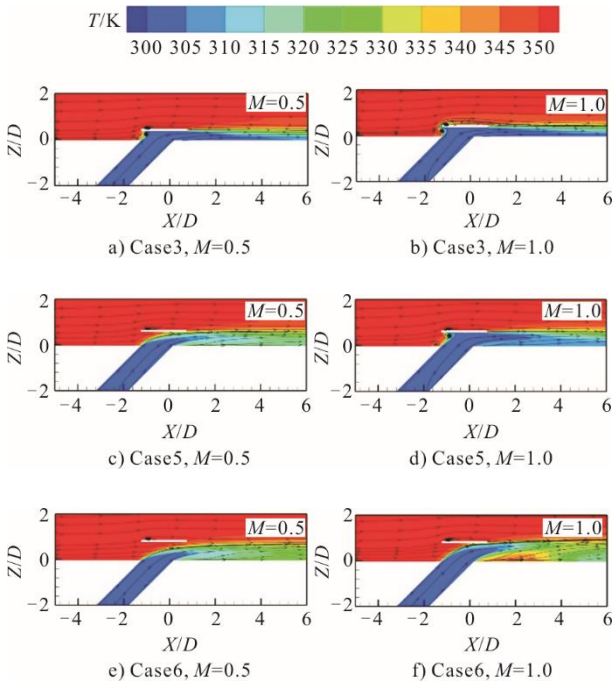 T/K
300 305 310 315 320 325 330 335 340 345 350
M=0.5
Z/D
2
0
−2
−4 −2 0 2 4 6
X/D
a) Case3, M=0.5
M=1.0
Z/D
2
0
−2
−4 −2 0 2 4 6
X/D
b) Case3, M=1.0
M=0.5
Z/D
2
0
−2
−4 −2 0 2 4 6
X/D
c) Case5, M=0.5
M=1.0
Z/D
2
0
−2
−4 −2 0 2 4 6
X/D
d) Case5, M=1.0
M=0.5
Z/D
2
0
−2
−4 −2 0 2 4 6
X/D
e) Case6, M=0.5
M=1.0
Z/D
2
0
−2
−4 −2 0 2 4 6
X/D
f) Case6, M=1.0